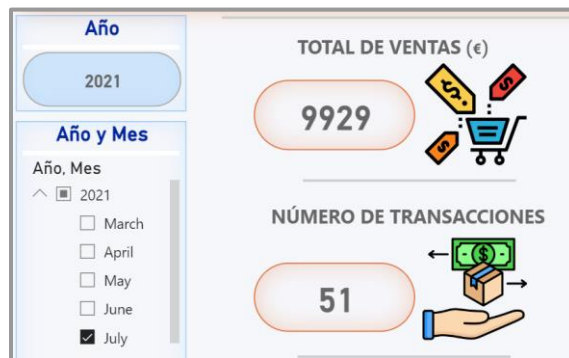 Año
2021
Año y Mes
Año, Mes
2021
March
April
May
June
July
TOTAL DE VENTAS (€)
9929
NÚMERO DE TRANSACCIONES
51